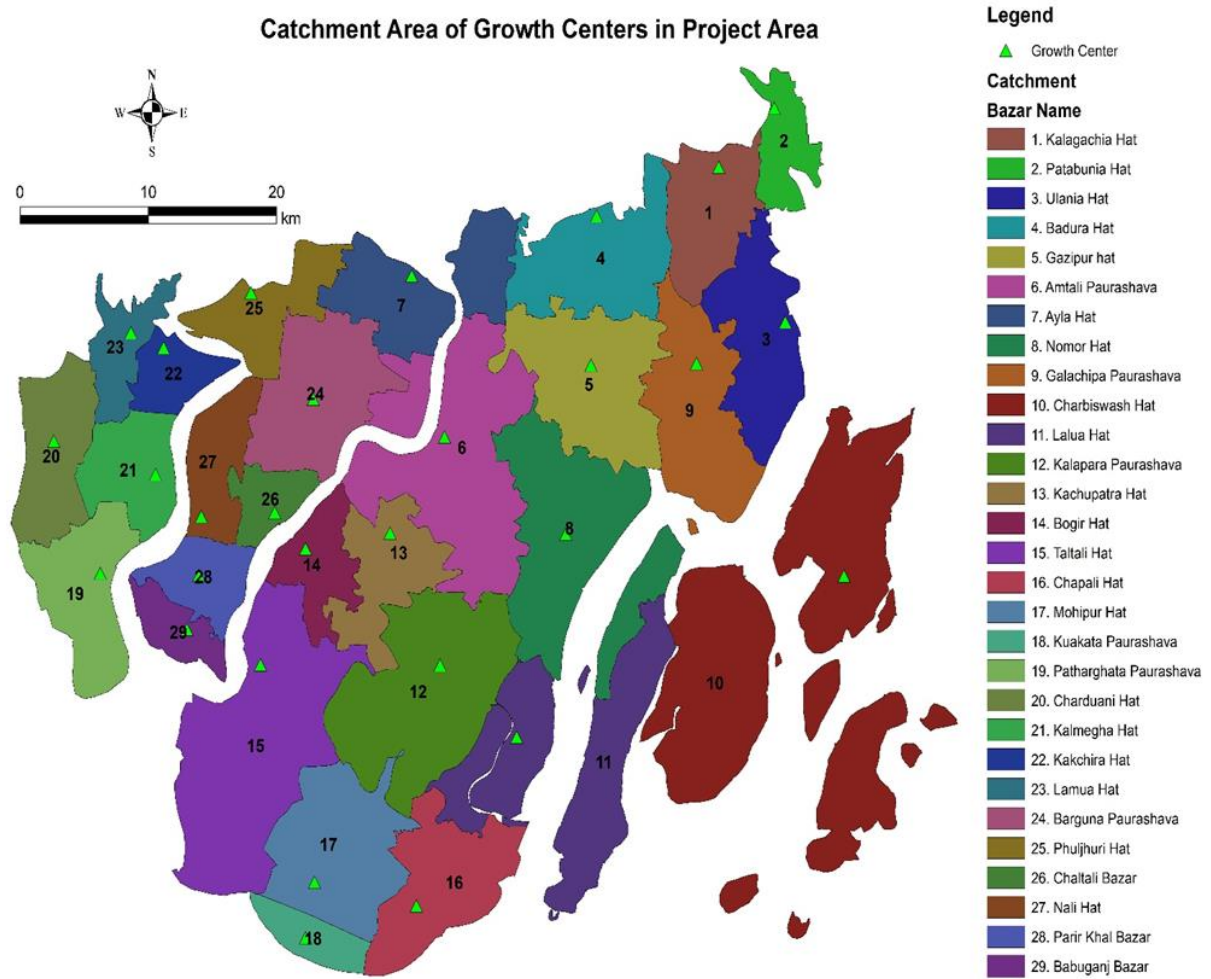 Catchment Area of Growth Centers in Project Area
N
W E
S
0 10 20
km
2
1
4
3
7
25
23
22
5
24
9
20
6
21
27
26
8
13
14
28
19
10
29
12
15
11
17
16
18
Legend
Growth Center
Catchment
Bazar Name
1. Kalagachia Hat
2. Patabunia Hat
3. Ulania Hat
4. Badura Hat
5. Gazipur hat
6. Amtali Paurashava
7. Ayla Hat
8. Nomor Hat
9. Galachipa Paurashava
10. Charbiswash Hat
11. Lalua Hat
12. Kalapara Paurashava
13. Kachupatra Hat
14. Bogir Hat
15. Taltali Hat
16. Chapali Hat
17. Mohipur Hat
18. Kuakata Paurashava
19. Patharghata Paurashava
20. Charduani Hat
21. Kalmegha Hat
22. Kakchira Hat
23. Lamua Hat
24. Barguna Paurashava
25. Phuljhuri Hat
26. Chaltali Bazar
27. Nali Hat
28. Parir Khal Bazar
29. Babuganj Bazar